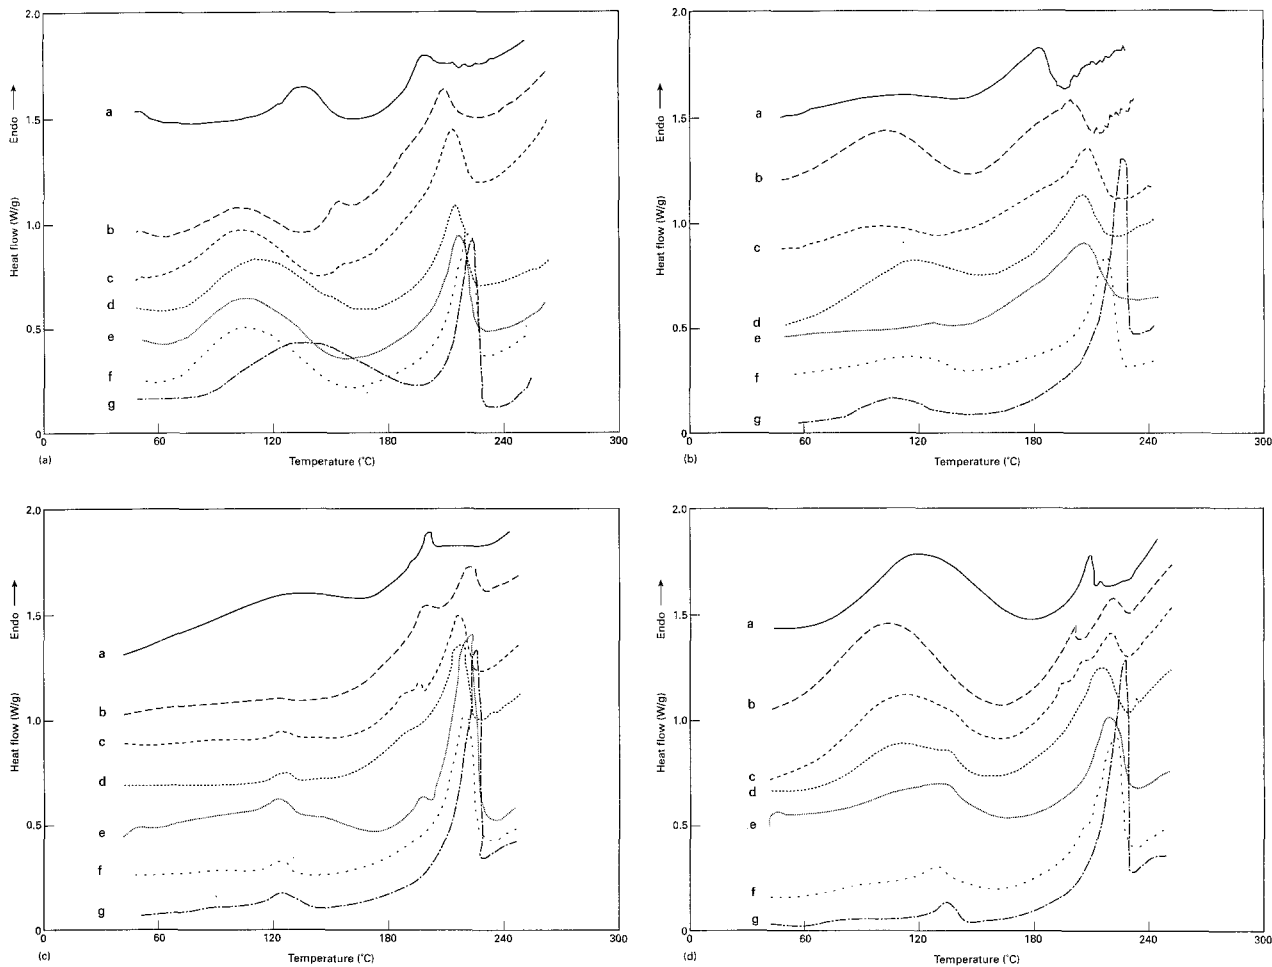 2.0
1.5
1.0
0.5
0
Heat flow (W/g)
Endo
a
b
c
d
e
f
g
0
60
120
180
240
300
(a)
Temperature (°C)
2.0
1.5
1.0
0.5
0
Heat flow (W/g)
Endo
a
b
c
d
e
f
g
0
60
120
180
240
300
(b)
Temperature (°C)
2.0
1.5
1.0
0.5
0
Heat flow (W/g)
Endo
a
b
c
d
e
f
g
0
60
120
180
240
300
(c)
Temperature (°C)
2.0
1.5
1.0
0.5
0
Heat flow (W/g)
Endo
a
b
c
d
e
f
g
0
60
120
180
240
300
(d)
Temperature (°C)